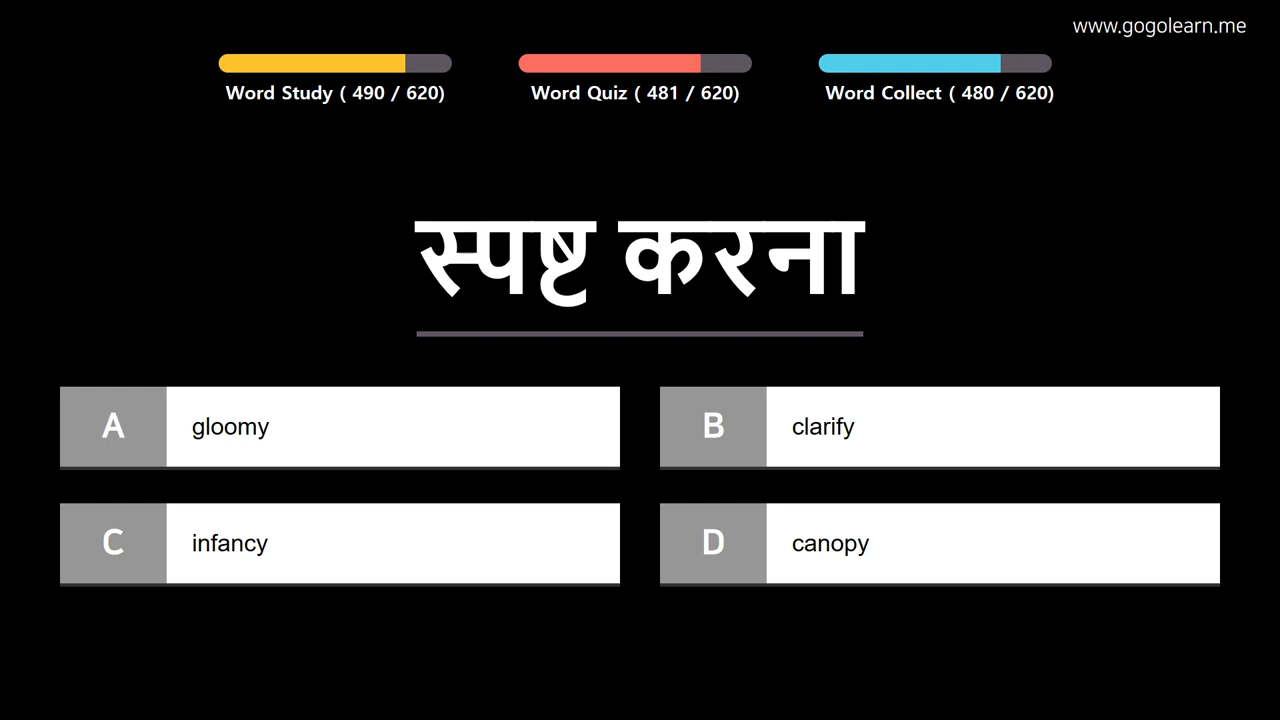 www.gogolearn.me
Word Study ( 490 / 620)
Word Quiz ( 481 / 620)
Word Collect ( 480 / 620)
स्पष्ट करना
A gloomy
B clarify
C infancy
D canopy